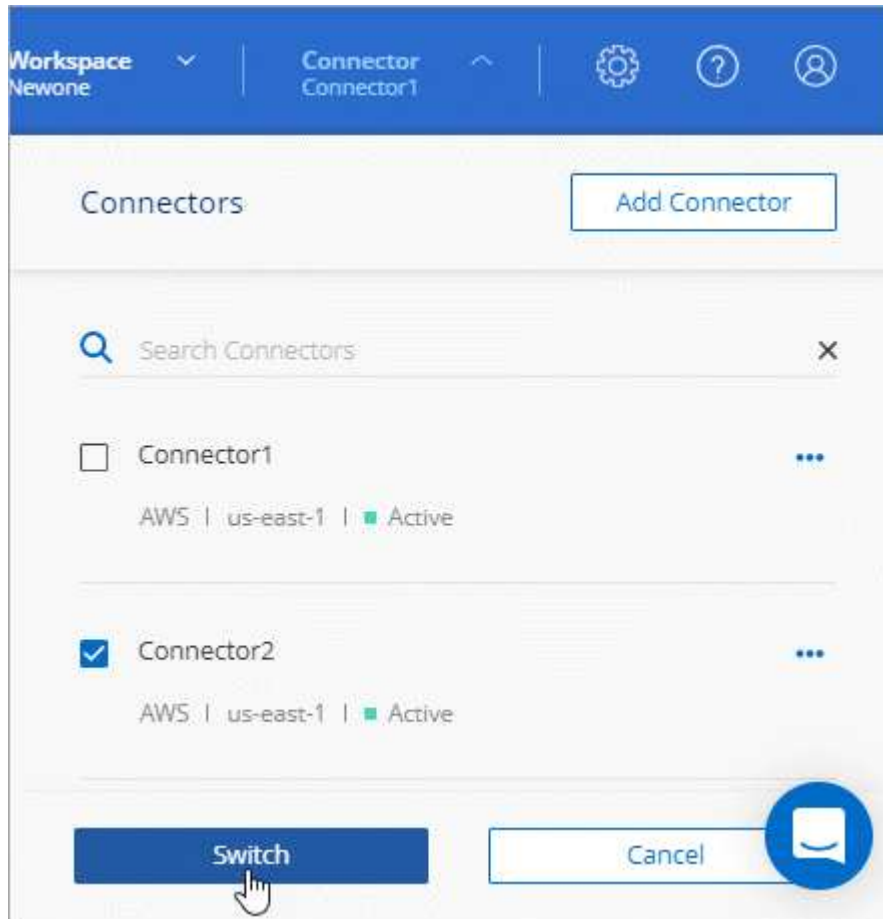 Workspace
Newone
Connector
Connector1
Connectors
Add Connector
Search Connectors
Connector1
AWS | us-east-1 | Active
Connector2
AWS | us-east-1 | Active
Switch
Cancel